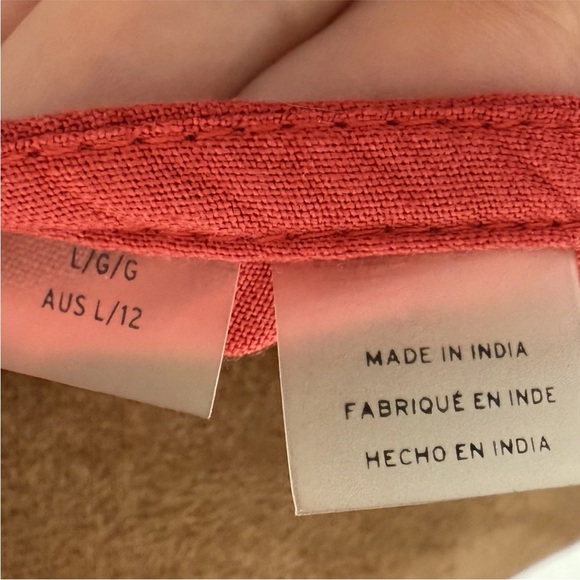 L/G/G
AUS L/12
MADE IN INDIA
FABRIQUÉ EN INDE
HECHO EN INDIA